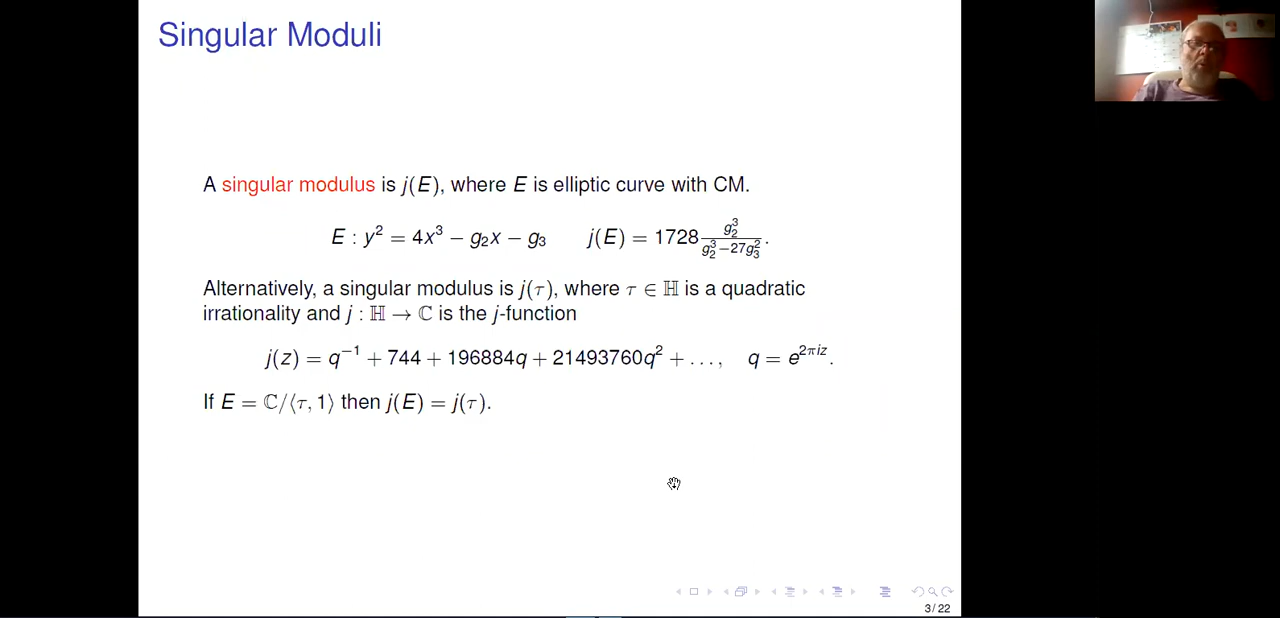 Singular Moduli
A singular modulus is j(E), where E is elliptic curve with CM.
E : y² = 4x³ − g₂x − g₃     j(E) = 1728 g₂³/(g₂³−27g₃²).
Alternatively, a singular modulus is j(τ), where τ ∈ ℍ is a quadratic
irrationality and j : ℍ → ℂ is the j-function
j(z) = q⁻¹ + 744 + 196884q + 21493760q² + . . . ,   q = e^{2πiz}.
If E = ℂ/⟨τ, 1⟩ then j(E) = j(τ).
3 / 22